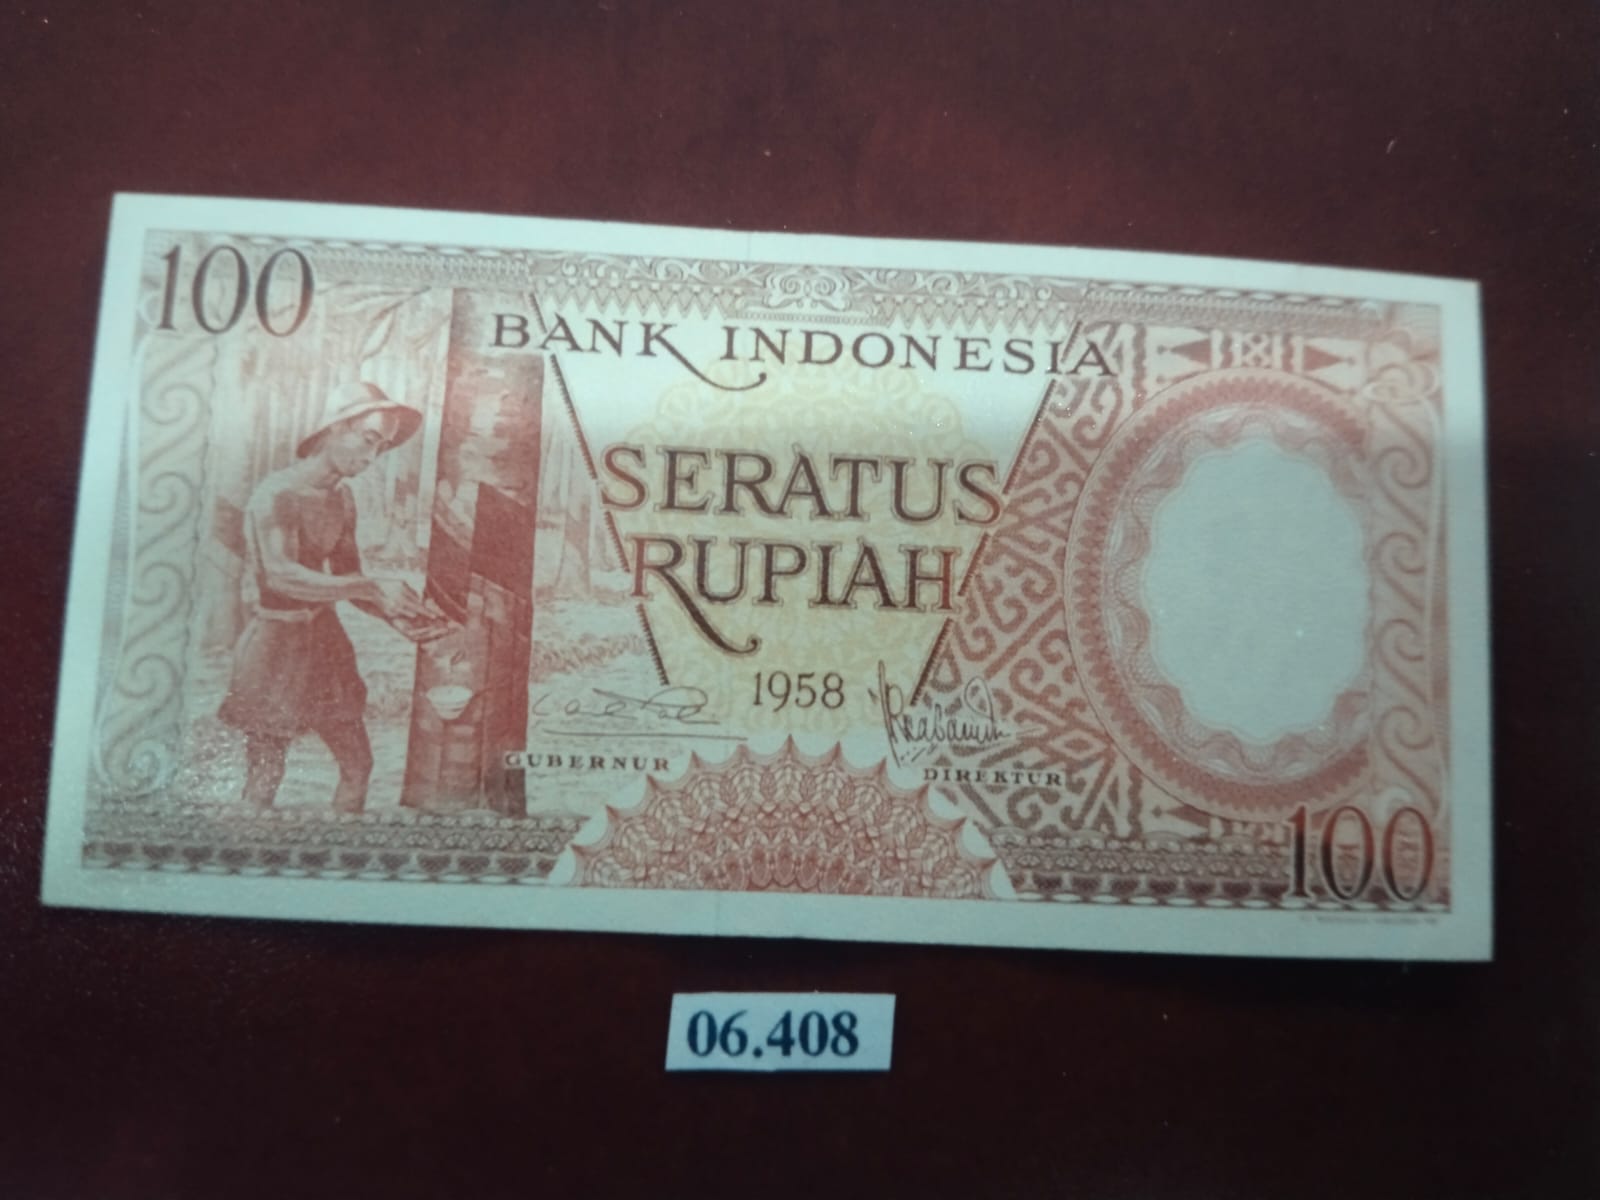 100
BANK INDONESIA
SERATUS
RUPIAH
1958
GUBERNUR
DIREKTUR
100
06.408